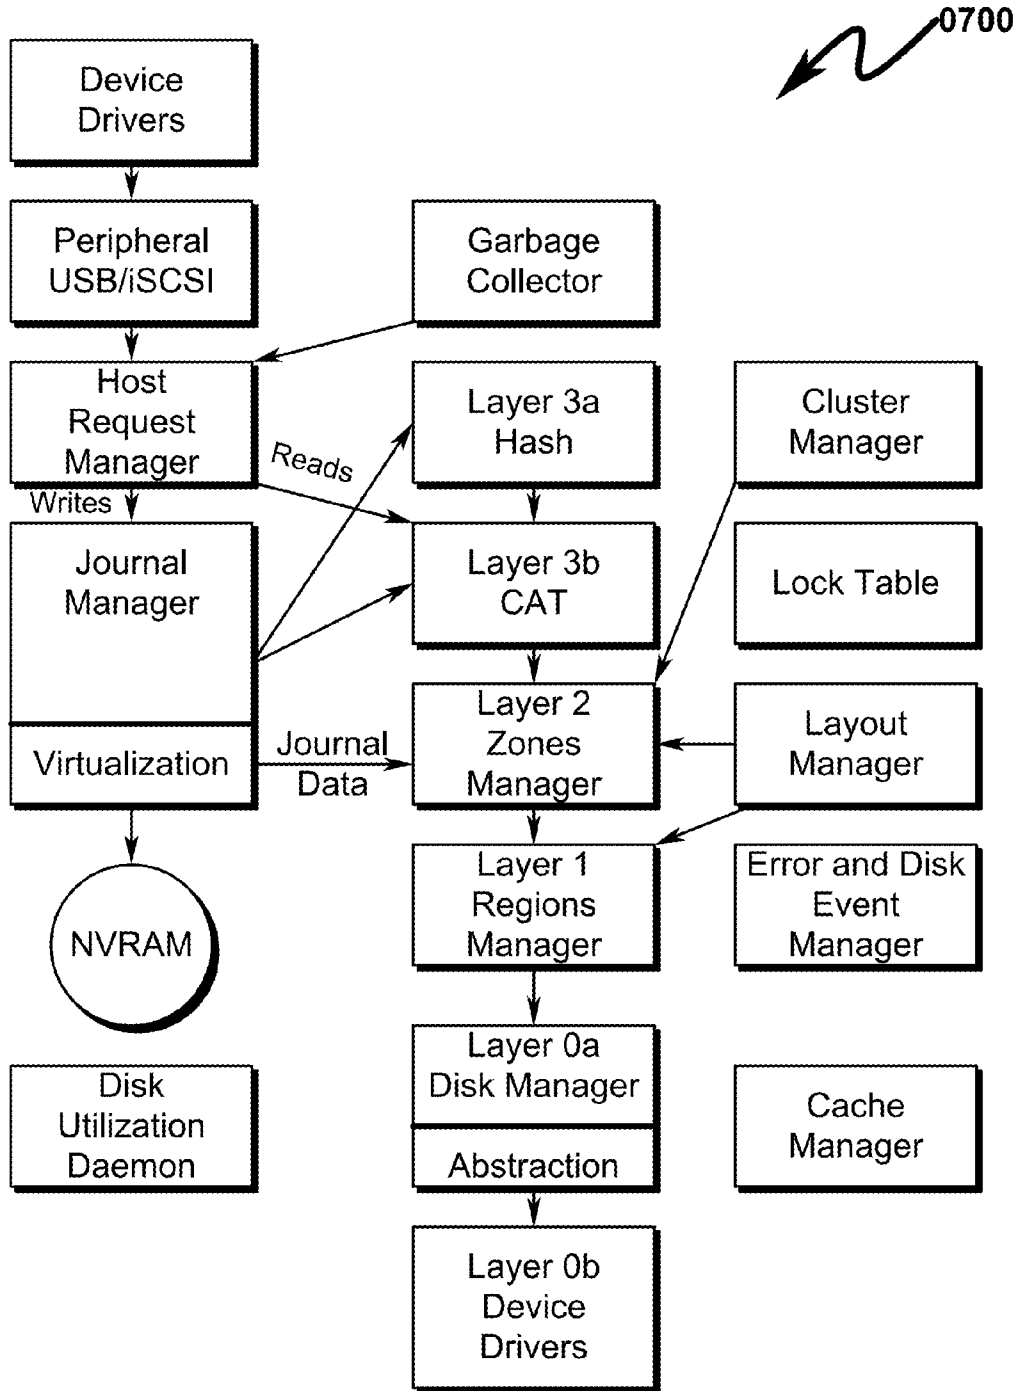 0700
Device
Drivers
Peripheral
USB/iSCSI
Garbage
Collector
Host
Request
Manager
Layer 3a
Hash
Cluster
Manager
Reads
Writes
Journal
Manager
Layer 3b
CAT
Lock Table
Virtualization
Journal
Data
Layer 2
Zones
Manager
Layout
Manager
NVRAM
Layer 1
Regions
Manager
Error and Disk
Event
Manager
Disk
Utilization
Daemon
Layer 0a
Disk Manager
Abstraction
Cache
Manager
Layer 0b
Device
Drivers